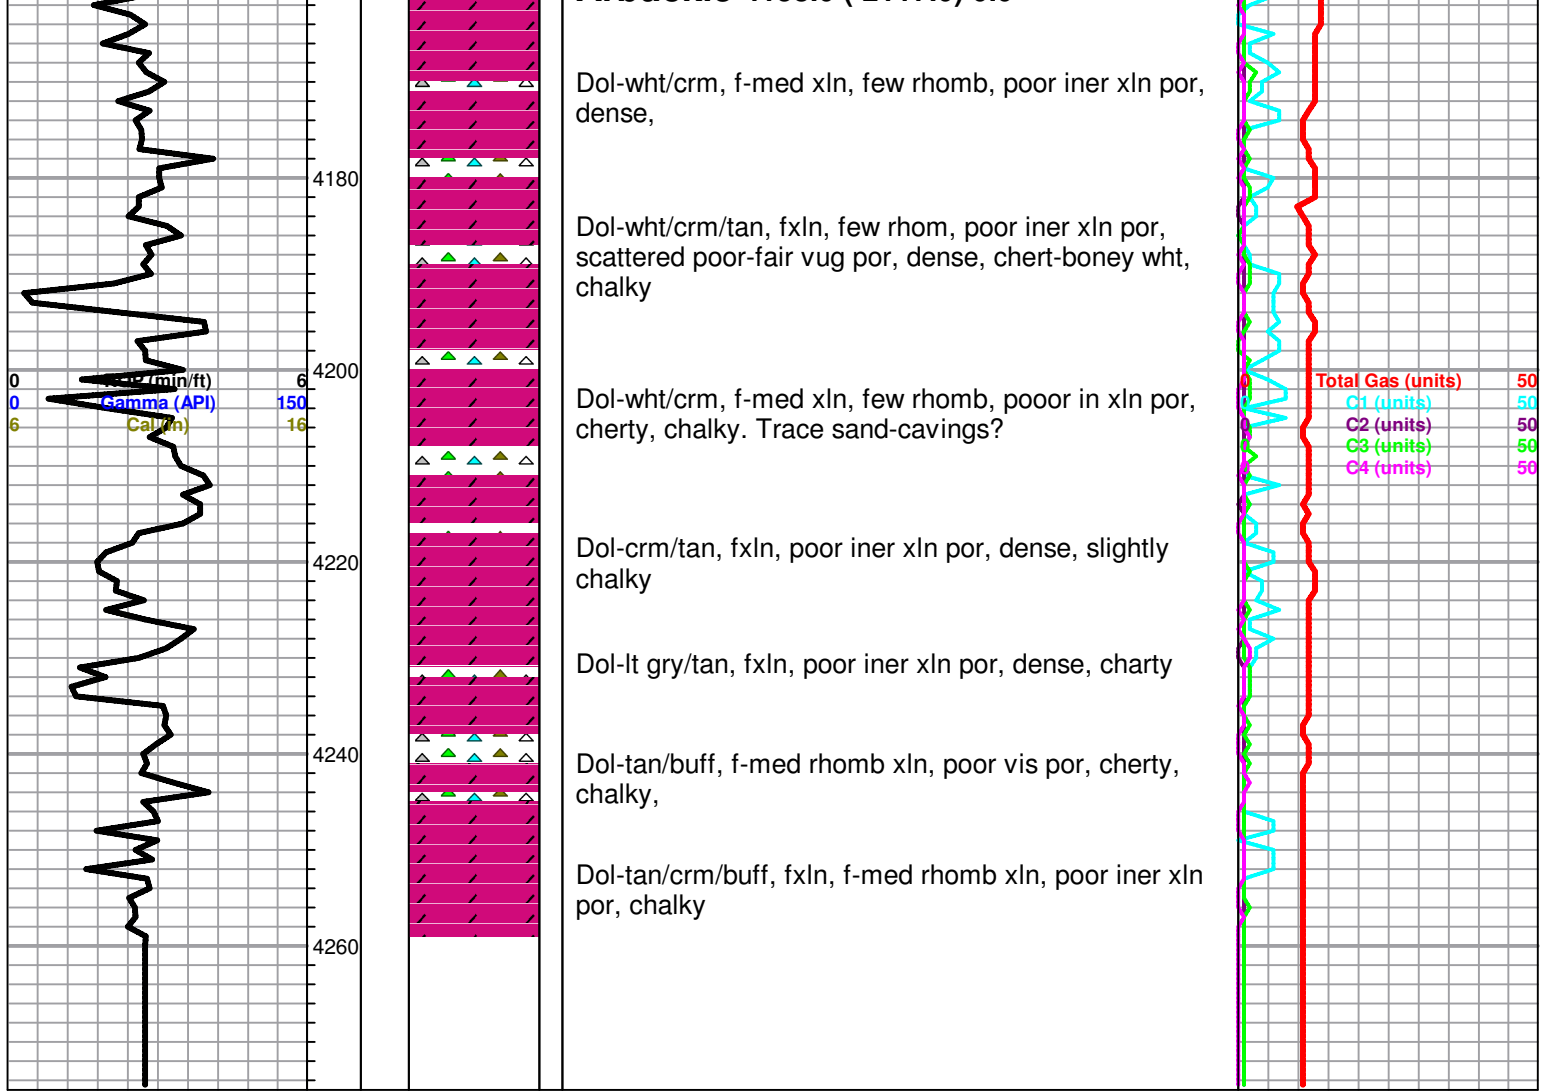 Dol-wht/crm, f-med xln, few rhomb, poor iner xln por,
dense,
4180
Dol-wht/crm/tan, fxln, few rhom, poor iner xln por,
scattered poor-fair vug por, dense, chert-boney wht,
chalky
4200
0 ROP (min/ft) 6
0 Gamma (API) 150
6 Cal (in) 16
Total Gas (units) 50
C1 (units) 50
0 C2 (units) 50
C3 (units) 50
C4 (units) 50
Dol-wht/crm, f-med xln, few rhomb, pooor in xln por,
cherty, chalky. Trace sand-cavings?
Dol-crm/tan, fxln, poor iner xln por, dense, slightly
chalky
4220
Dol-lt gry/tan, fxln, poor iner xln por, dense, charty
4240
Dol-tan/buff, f-med rhomb xln, poor vis por, cherty,
chalky,
Dol-tan/crm/buff, fxln, f-med rhomb xln, poor iner xln
por, chalky
4260